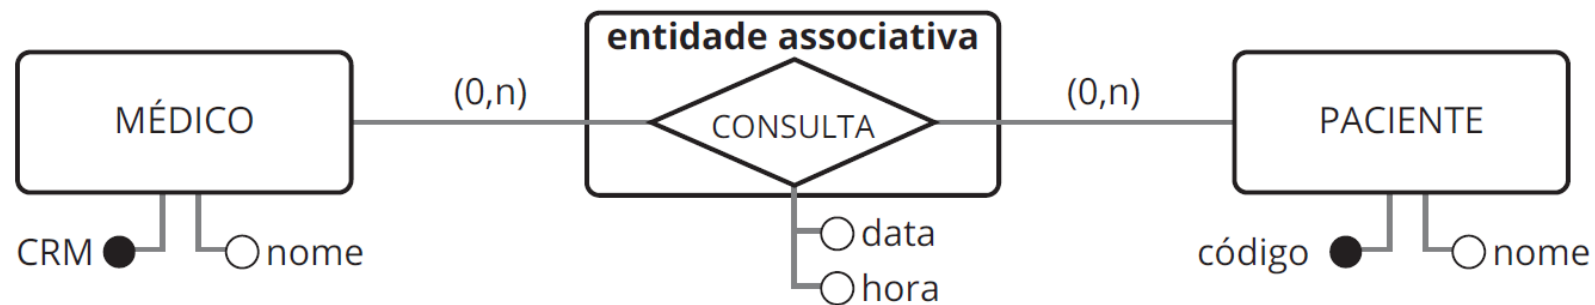 entidade associativa
MÉDICO
(0,n)
CONSULTA
(0,n)
PACIENTE
CRM
nome
data
hora
código
nome